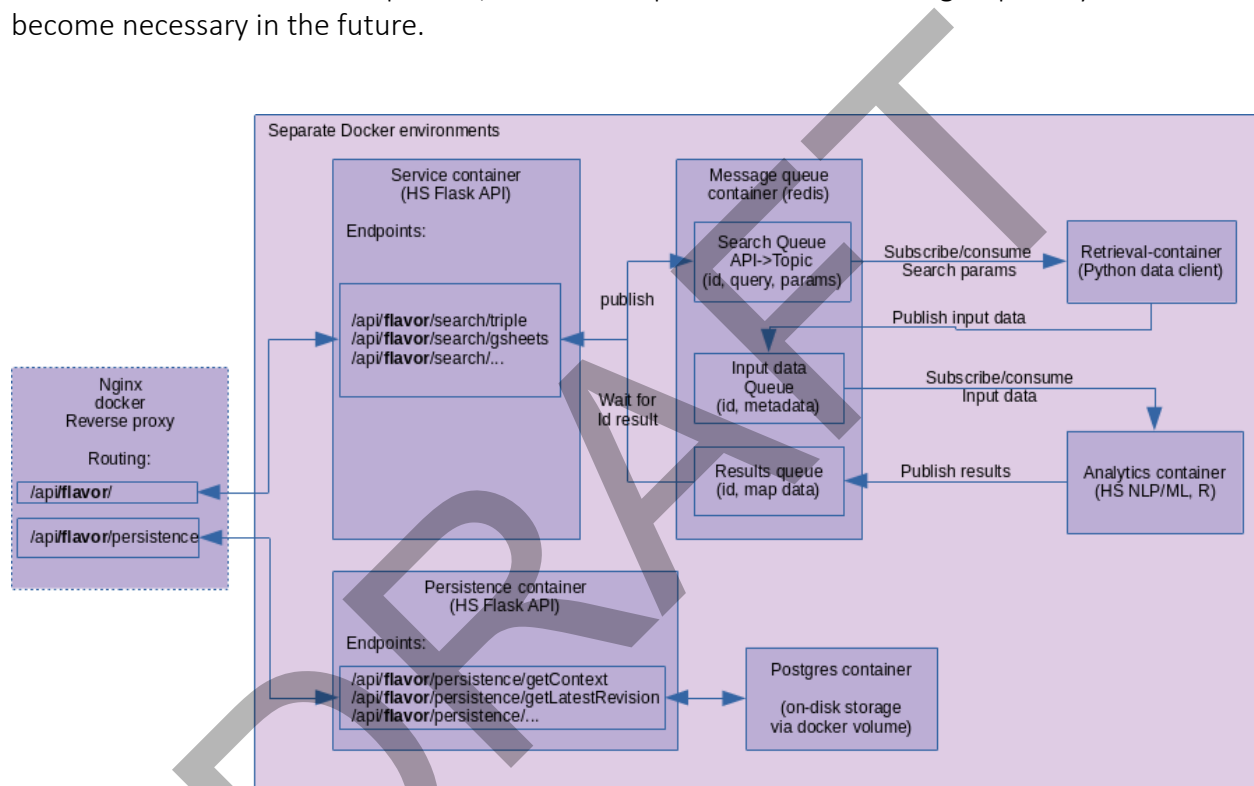 become necessary in the future.
Separate Docker environments
Service container
(HS Flask API)
Endpoints:
/api/flavor/search/triple
/api/flavor/search/gsheets
/api/flavor/search/...
publish
Wait for
Id result
Message queue
container (redis)
Search Queue
API->Topic
(id, query, params)
Subscribe/consume
Search params
Retrieval-container
(Python data client)
Publish input data
Input data
Queue
(id, metadata)
Subscribe/consume
Input data
Results queue
(id, map data)
Publish results
Analytics container
(HS NLP/ML, R)
Nginx
docker
Reverse proxy
Routing:
/api/flavor/
/api/flavor/persistence
Persistence container
(HS Flask API)
Endpoints:
/api/flavor/persistence/getContext
/api/flavor/persistence/getLatestRevision
/api/flavor/persistence/...
Postgres container
(on-disk storage
via docker volume)
DRAFT